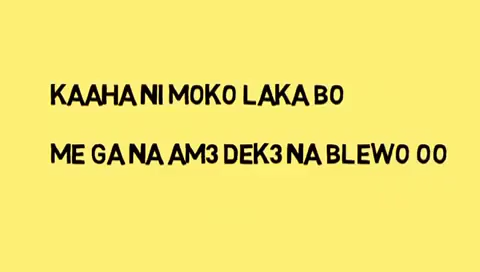 KAAHA NI MOKO LAKA BO
ME GA NA AM3 DEK3 NA BLEWO OO